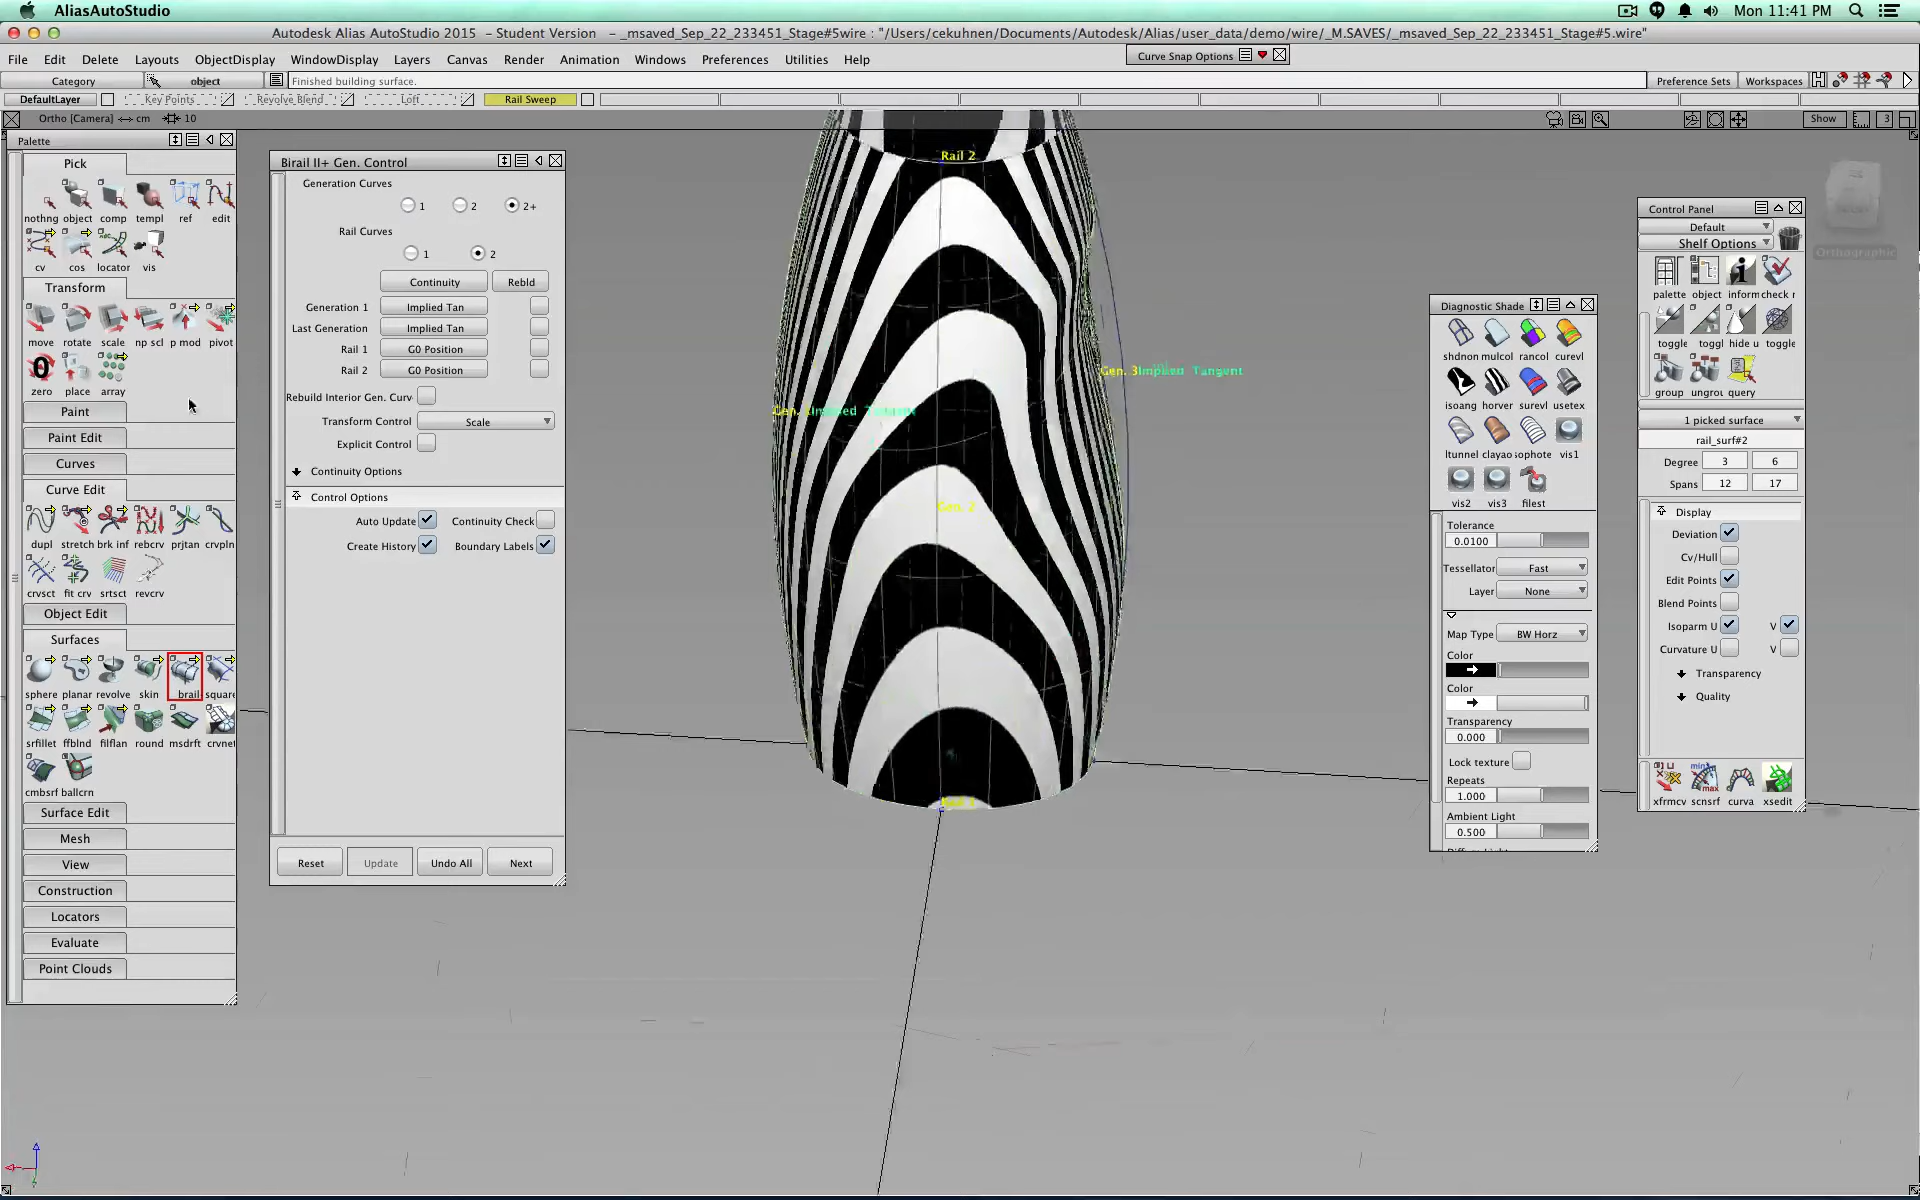 AliasAutoStudio
Mon 11:41 PM
Autodesk Alias AutoStudio 2015 - Student Version - _msaved_Sep_22_233451_Stage#5wire : "/Users/cekuhnen/Documents/Autodesk/Alias/user_data/demo/wire/_M.SAVES/_msaved_Sep_22_233451_Stage#5.wire"
File Edit Delete Layouts ObjectDisplay WindowDisplay Layers Canvas Render Animation Windows Preferences Utilities Help
Curve Snap Options
Category object Finished building surface. Preference Sets Workspaces
DefaultLayer Key Points Revolve Blend Loft Rail Sweep
Ortho [Camera] cm 10 Show 3
Palette
Pick
nothng object comp templ ref edit
cv cos locator vis
Transform
move rotate scale np scl p mod pivot
zero place array
Paint
Paint Edit
Curves
Curve Edit
dupl stretch brk inf rebcrv prjtan crvpln
crvsct fit crv srtsct revcrv
Object Edit
Surfaces
sphere planar revolve skin brail square
srfillet ffblnd filflan round msdrft crvnet
cmbsrf ballcrn
Surface Edit
Mesh
View
Construction
Locators
Evaluate
Point Clouds
Birail II+ Gen. Control
Generation Curves
1 2 2+
Rail Curves
1 2
Continuity Rebld
Generation 1 Implied Tan
Last Generation Implied Tan
Rail 1 G0 Position
Rail 2 G0 Position
Rebuild Interior Gen. Curv
Transform Control Scale
Explicit Control
Continuity Options
Control Options
Auto Update Continuity Check
Create History Boundary Labels
Reset Update Undo All Next
Rail 2
Gen. 3Implied Tangent
Gen. 2
Orthographic
Diagnostic Shade
shdnon mulcol rancol curevl
isoang horver surevl usetex
ltunnel clayao isophote vis1
vis2 vis3 filest
Tolerance
0.0100
Tessellator Fast
Layer None
Map Type BW Horz
Color
Color
Transparency
0.000
Lock texture
Repeats
1.000
Ambient Light
0.500
Control Panel
Default
Shelf Options
palette object inform check r
toggle toggl hide u toggle
group ungrou query
1 picked surface
rail_surf#2
Degree 3 6
Spans 12 17
Display
Deviation
Cv/Hull
Edit Points
Blend Points
Isoparm U V
Curvature U V
Transparency
Quality
xfrmcv scnsrf curva xsedit